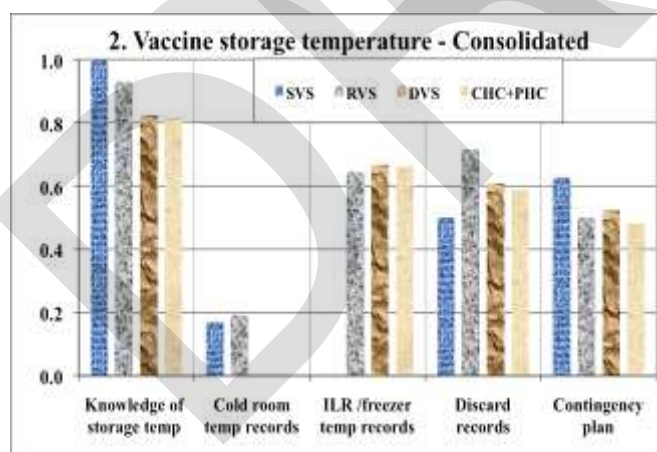 2. Vaccine storage temperature - Consolidated
1.0
SVS RVS DVS CHC+PHC
0.8
0.6
0.4
0.2
0.0
Knowledge of storage temp
Cold room temp records
ILR /freezer temp records
Discard records
Contingency plan